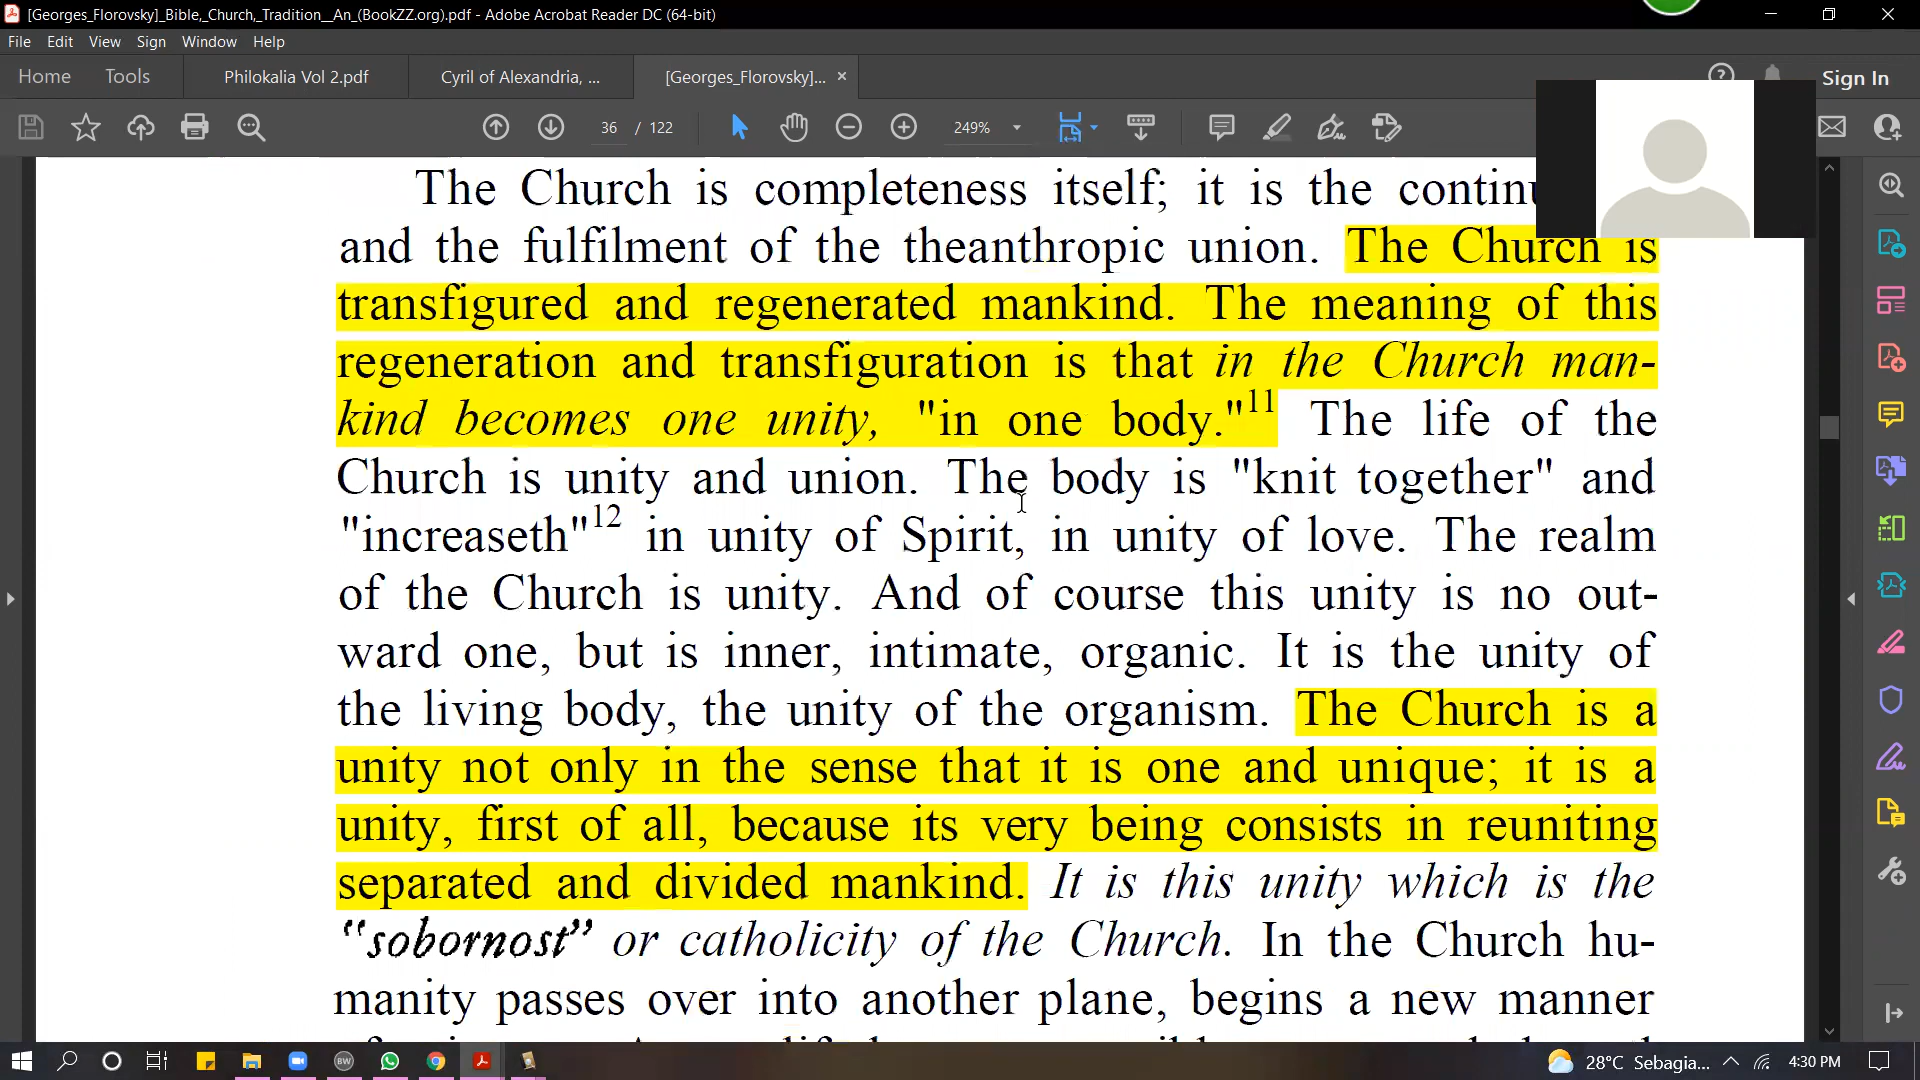 [Georges_Florovsky]_Bible,_Church,_Tradition__An_(BookZZ.org).pdf - Adobe Acrobat Reader DC (64-bit)
File Edit View Sign Window Help
Home Tools Philokalia Vol 2.pdf Cyril of Alexandria, ... [Georges_Florovsky]... × Sign In
36 / 122 249%
The Church is completeness itself; it is the
and the fulfilment of the theanthropic union. The Church is
transfigured and regenerated mankind. The meaning of this
regeneration and transfiguration is that in the Church man-
kind becomes one unity, "in one body."11 The life of the
Church is unity and union. The body is "knit together" and
"increaseth"12 in unity of Spirit, in unity of love. The realm
of the Church is unity. And of course this unity is no out-
ward one, but is inner, intimate, organic. It is the unity of
the living body, the unity of the organism. The Church is a
unity not only in the sense that it is one and unique; it is a
unity, first of all, because its very being consists in reuniting
separated and divided mankind. It is this unity which is the
"sobornost" or catholicity of the Church. In the Church hu-
manity passes over into another plane, begins a new manner
BW 28°C Sebagia... 4:30 PM